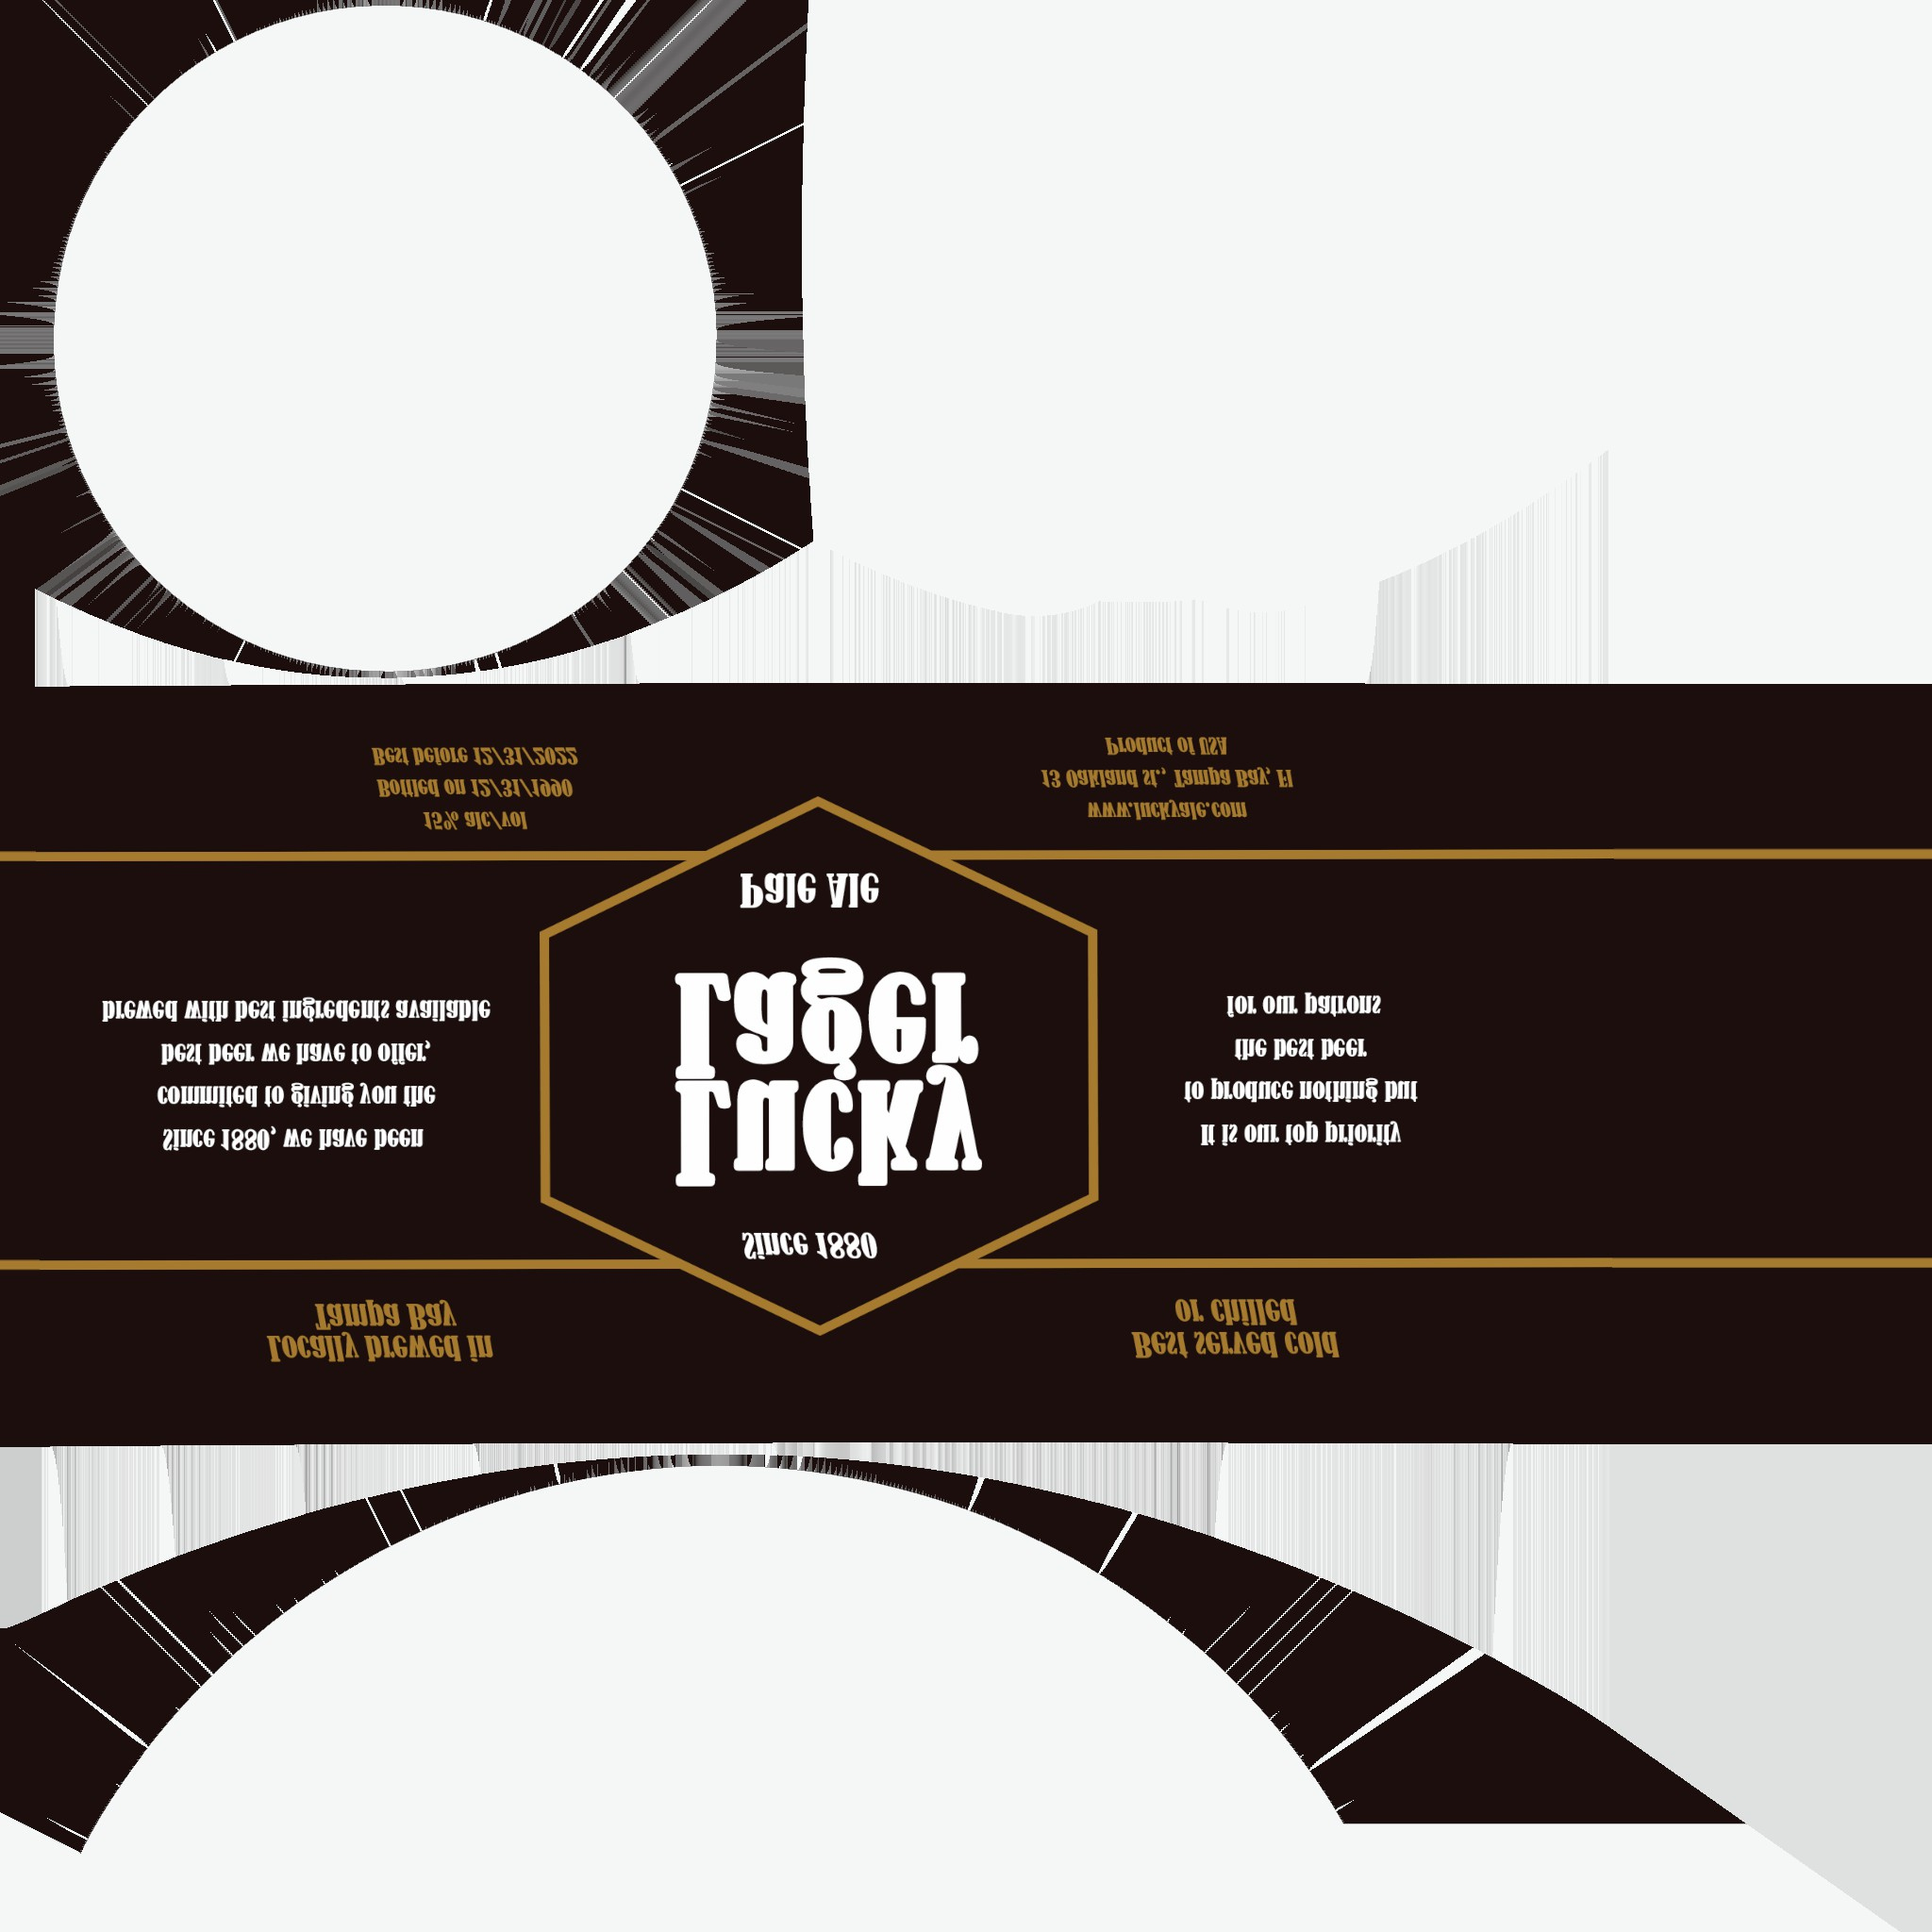 Locally brewed in
Tampa Bay
Best served cold
or chilled
Since 1880
Lucky
Lager
Pale Ale
Since 1880, we have been
commited to giving you the
best beer we have to offer,
brewed with best ingredents available
It is our top priority
to produce nothing but
the best beer
for our patrons
15% alc/vol
Bottled on 12/31/1990
Best before 12/31/2022
www.luckyale.com
13 Oakland st., Tampa Bay, Fl
Product of USA